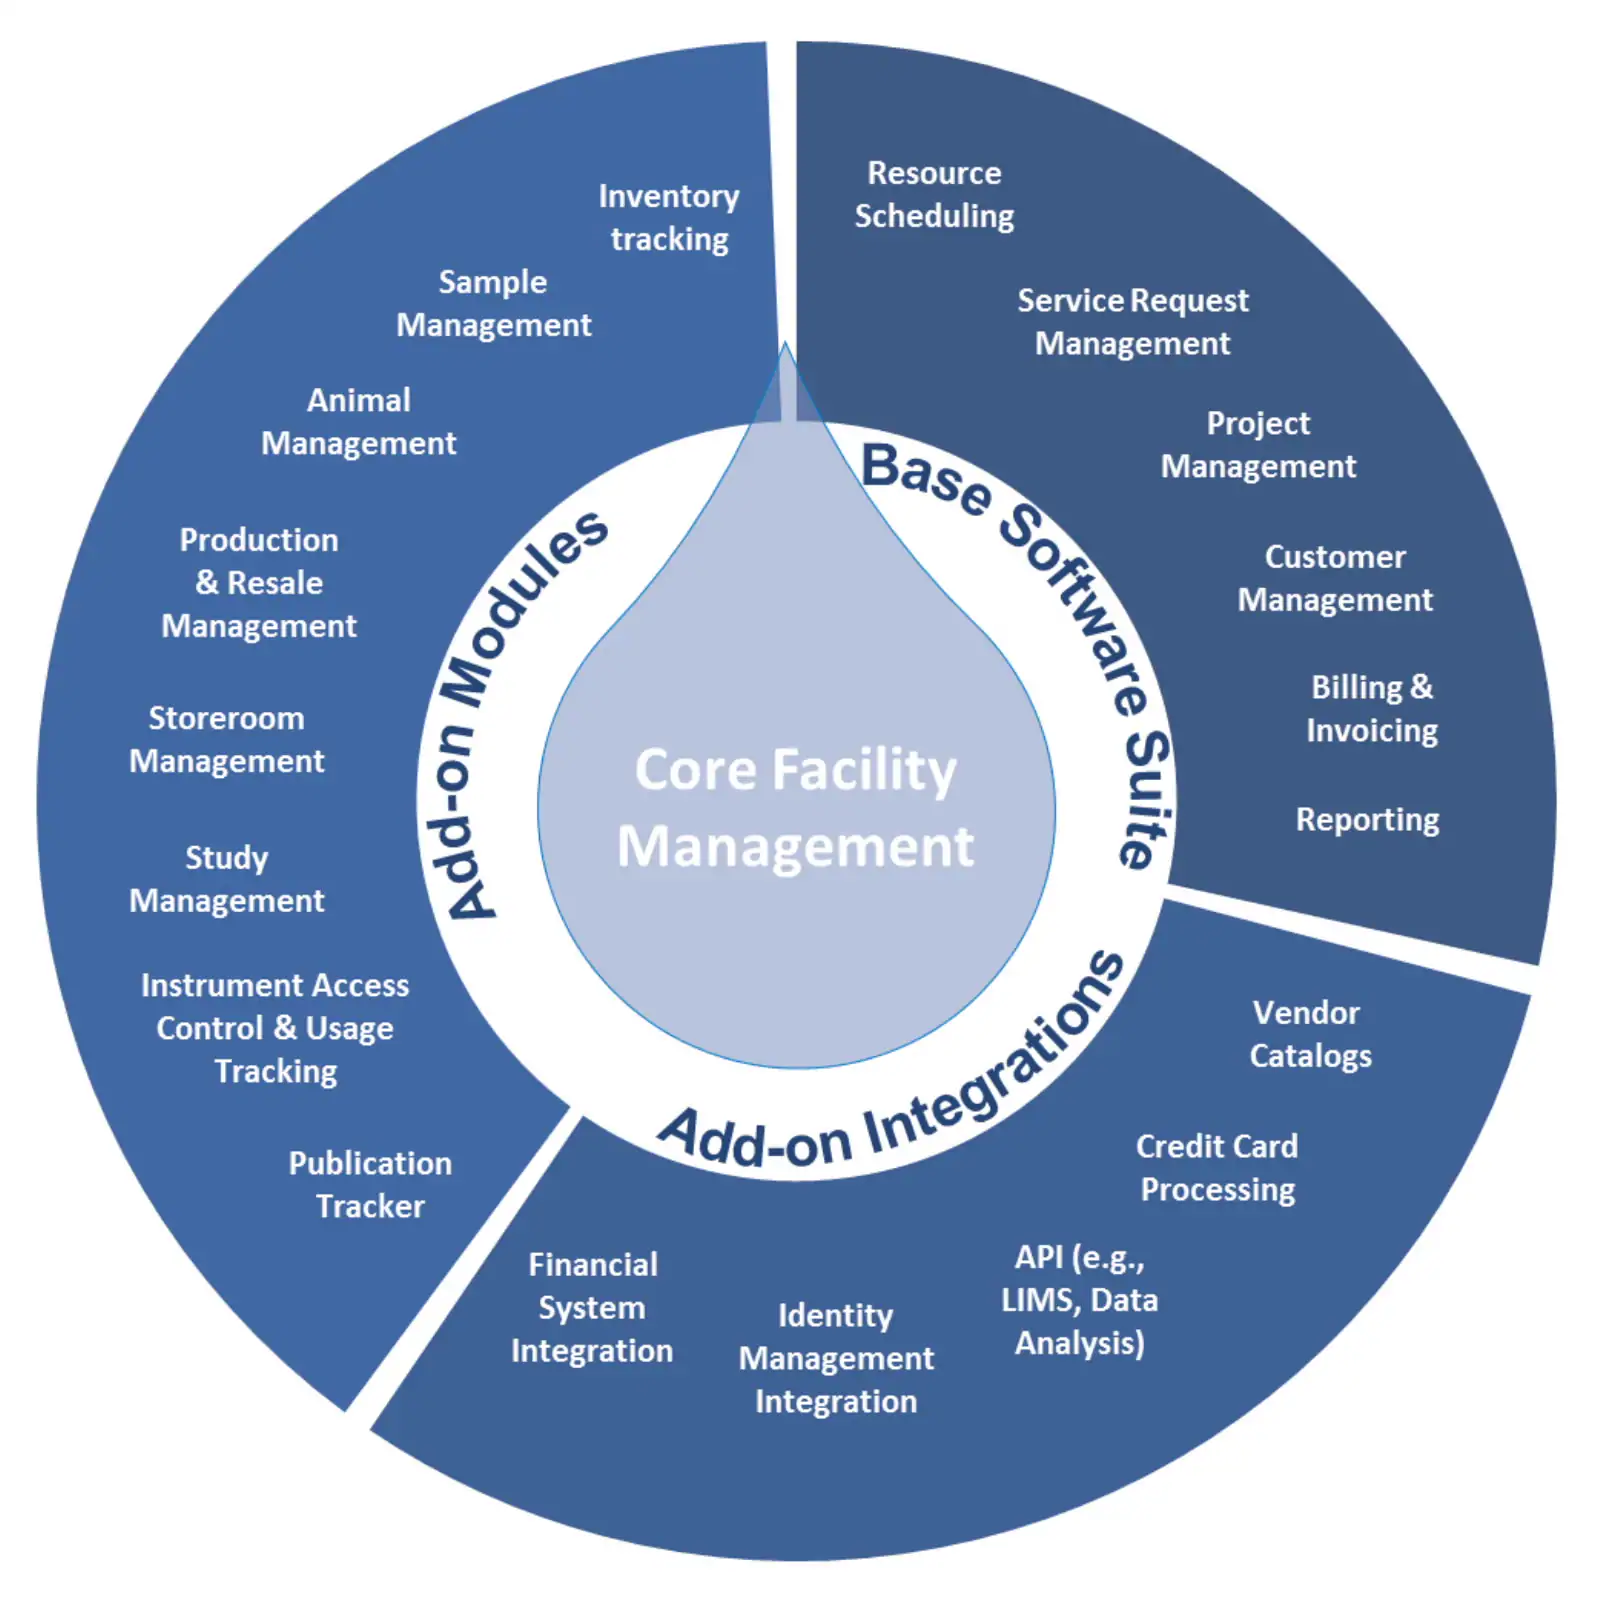 Core Facility
Management
Base Software Suite
Resource
Scheduling
Service Request
Management
Project
Management
Customer
Management
Billing &
Invoicing
Reporting
Add-on Integrations
Vendor
Catalogs
Credit Card
Processing
API (e.g.,
LIMS, Data
Analysis)
Identity
Management
Integration
Financial
System
Integration
Add-on Modules
Inventory
tracking
Sample
Management
Animal
Management
Production
& Resale
Management
Storeroom
Management
Study
Management
Instrument Access
Control & Usage
Tracking
Publication
Tracker